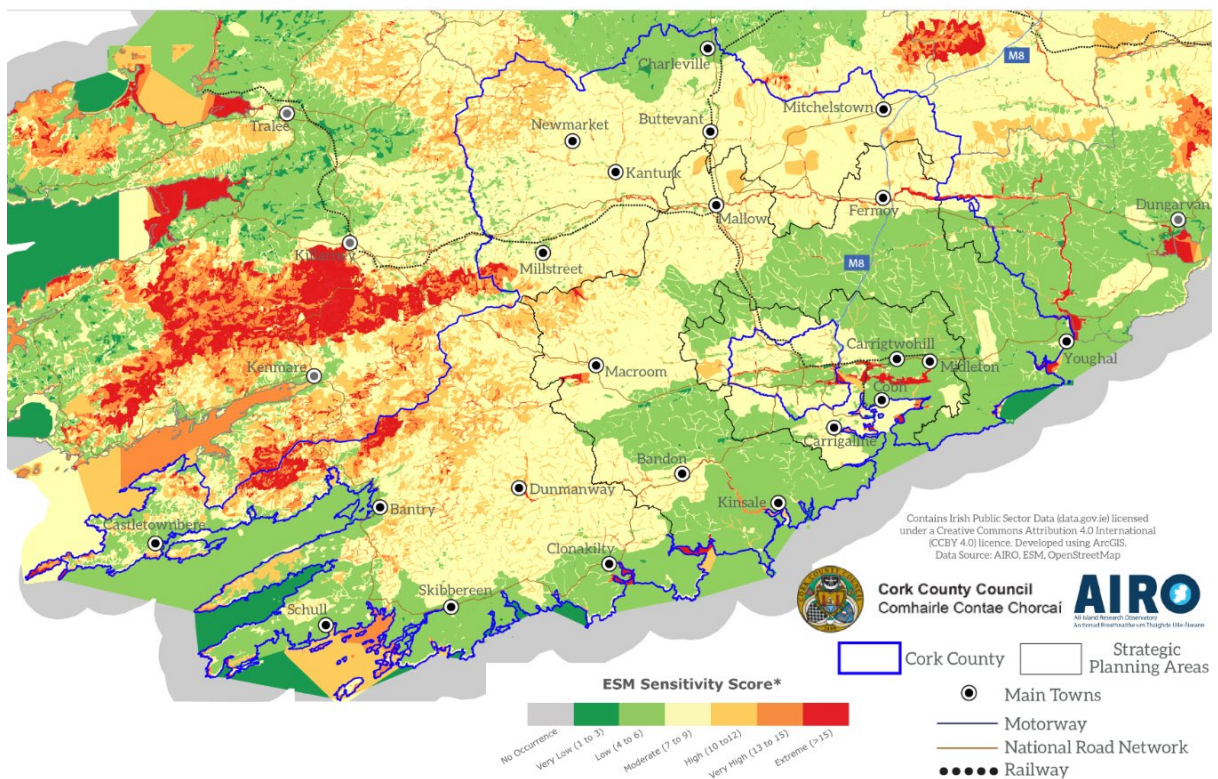 Charleville
M8
Mitchelstown
Tralee
Newmarket
Buttevant
Kanturk
Mallow
Fermoy
Dungarvan
Killarney
Millstreet
M8
Carrigtwohill
Midleton
Youghal
Kenmare
Macroom
Cobh
Carrigaline
Bandon
Dunmanway
Kinsale
Bantry
Castletownbere
Clonakilty
Skibbereen
Schull
Contains Irish Public Sector Data (data.gov.ie) licensed
under a Creative Commons Attribution 4.0 International
(CCBY 4.0) licence. Developed using ArcGIS.
Data Source: AIRO, ESM, OpenStreetMap
Cork County Council
Comhairle Contae Chorcaí
AIRO
All-Island Research Observatory
Cork County
Strategic
Planning Areas
Main Towns
Motorway
National Road Network
Railway
ESM Sensitivity Score*
No Occurrence
Very Low (1 to 3)
Low (4 to 6)
Moderate (7 to 9)
High (10 to12)
Very High (13 to 15)
Extreme (>15)